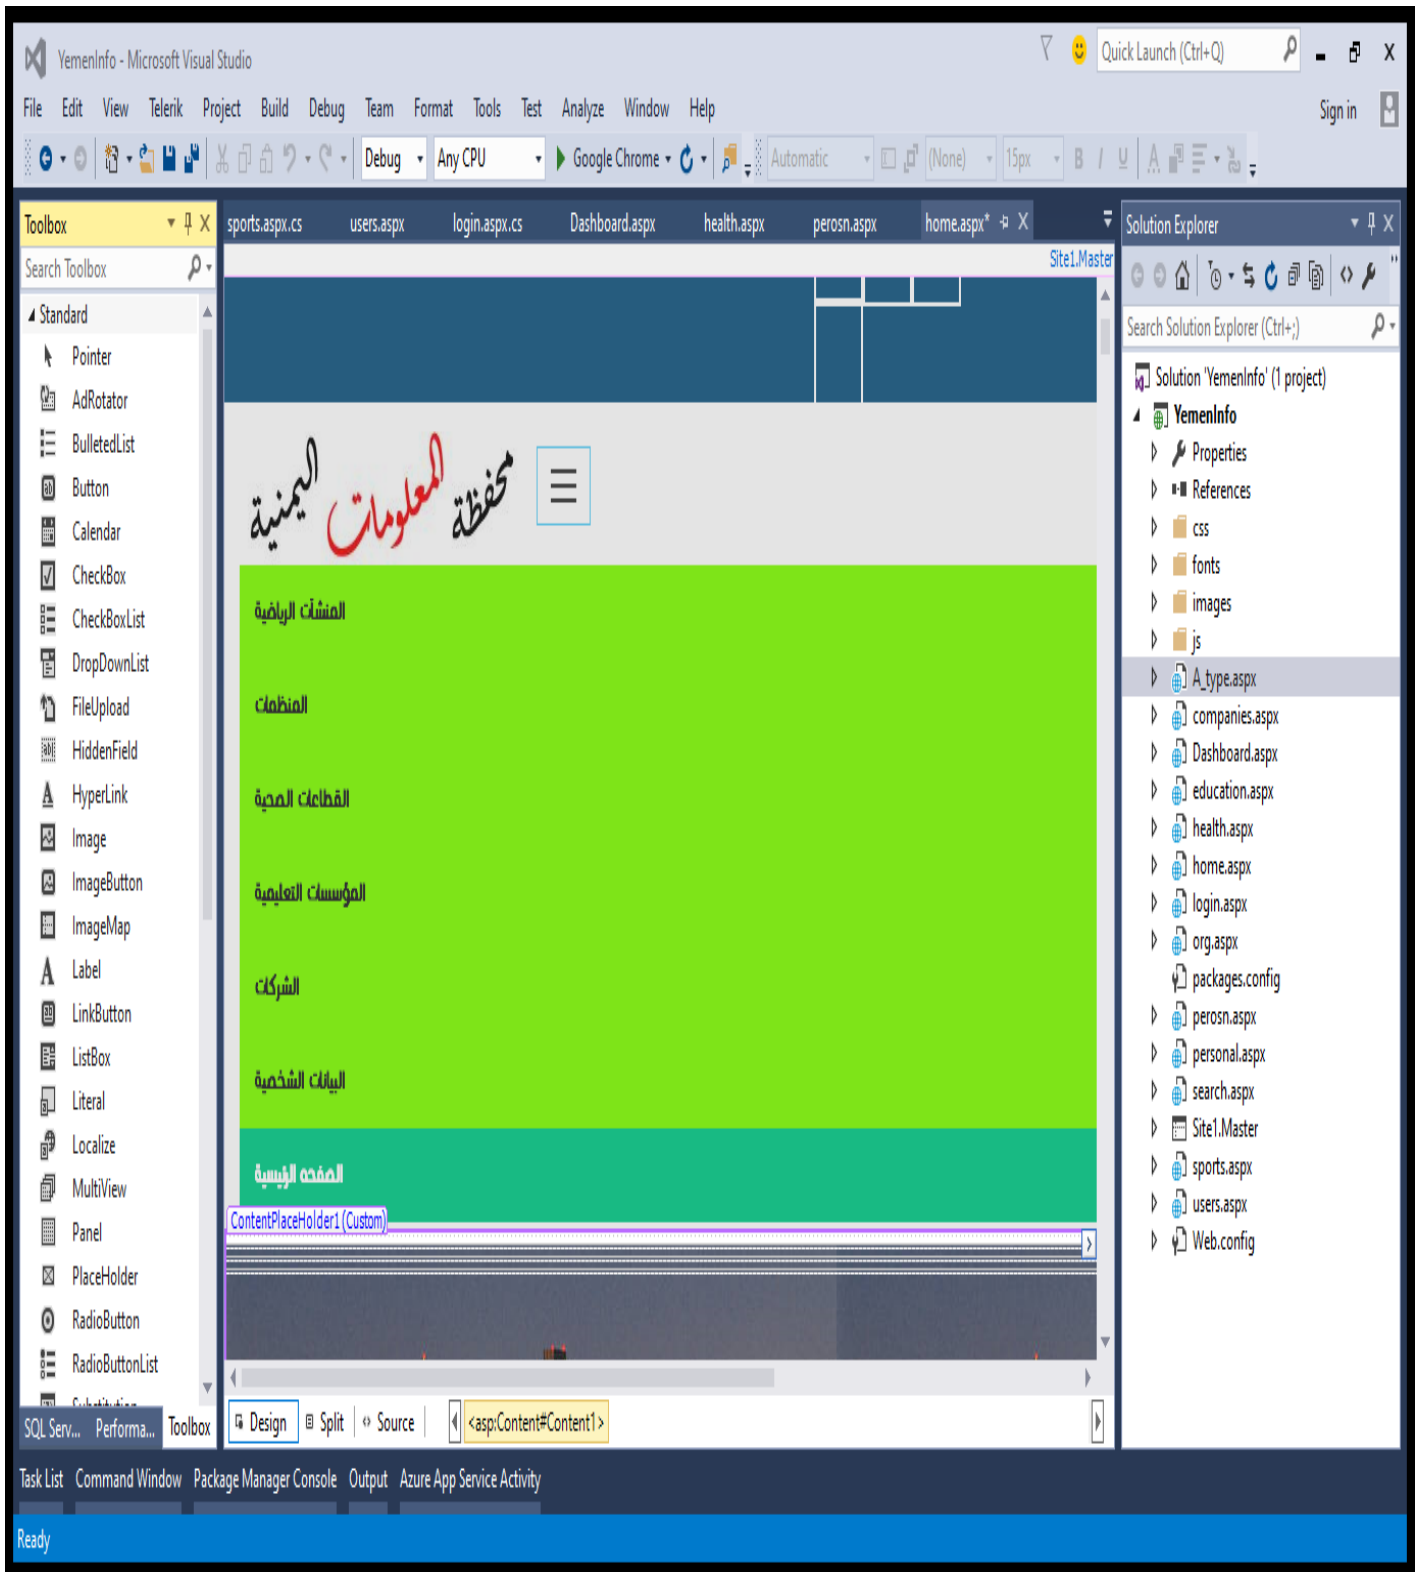 YemenInfo - Microsoft Visual Studio
Quick Launch (Ctrl+Q)
File Edit View Telerik Project Build Debug Team Format Tools Test Analyze Window Help
Sign in
Debug Any CPU Google Chrome Automatic (None) 15px B I U A
Toolbox
Search Toolbox
Standard
Pointer
AdRotator
BulletedList
Button
Calendar
CheckBox
CheckBoxList
DropDownList
FileUpload
HiddenField
HyperLink
Image
ImageButton
ImageMap
Label
LinkButton
ListBox
Literal
Localize
MultiView
Panel
PlaceHolder
RadioButton
RadioButtonList
SQL Serv... Performa... Toolbox
sports.aspx.cs users.aspx login.aspx.cs Dashboard.aspx health.aspx perosn.aspx home.aspx*
Site1.Master
محفظة المعلومات اليمنية
المنشآت الرياضية
المنظمات
القطاعات الصحية
المؤسسات التعليمية
الشركات
البيانات الشخصية
الصفحه الرئيسية
ContentPlaceHolder1 (Custom)
Design Split Source <asp:Content#Content1>
Solution Explorer
Search Solution Explorer (Ctrl+;)
Solution 'YemenInfo' (1 project)
YemenInfo
Properties
References
css
fonts
images
js
A_type.aspx
companies.aspx
Dashboard.aspx
education.aspx
health.aspx
home.aspx
login.aspx
org.aspx
packages.config
perosn.aspx
personal.aspx
search.aspx
Site1.Master
sports.aspx
users.aspx
Web.config
Task List Command Window Package Manager Console Output Azure App Service Activity
Ready